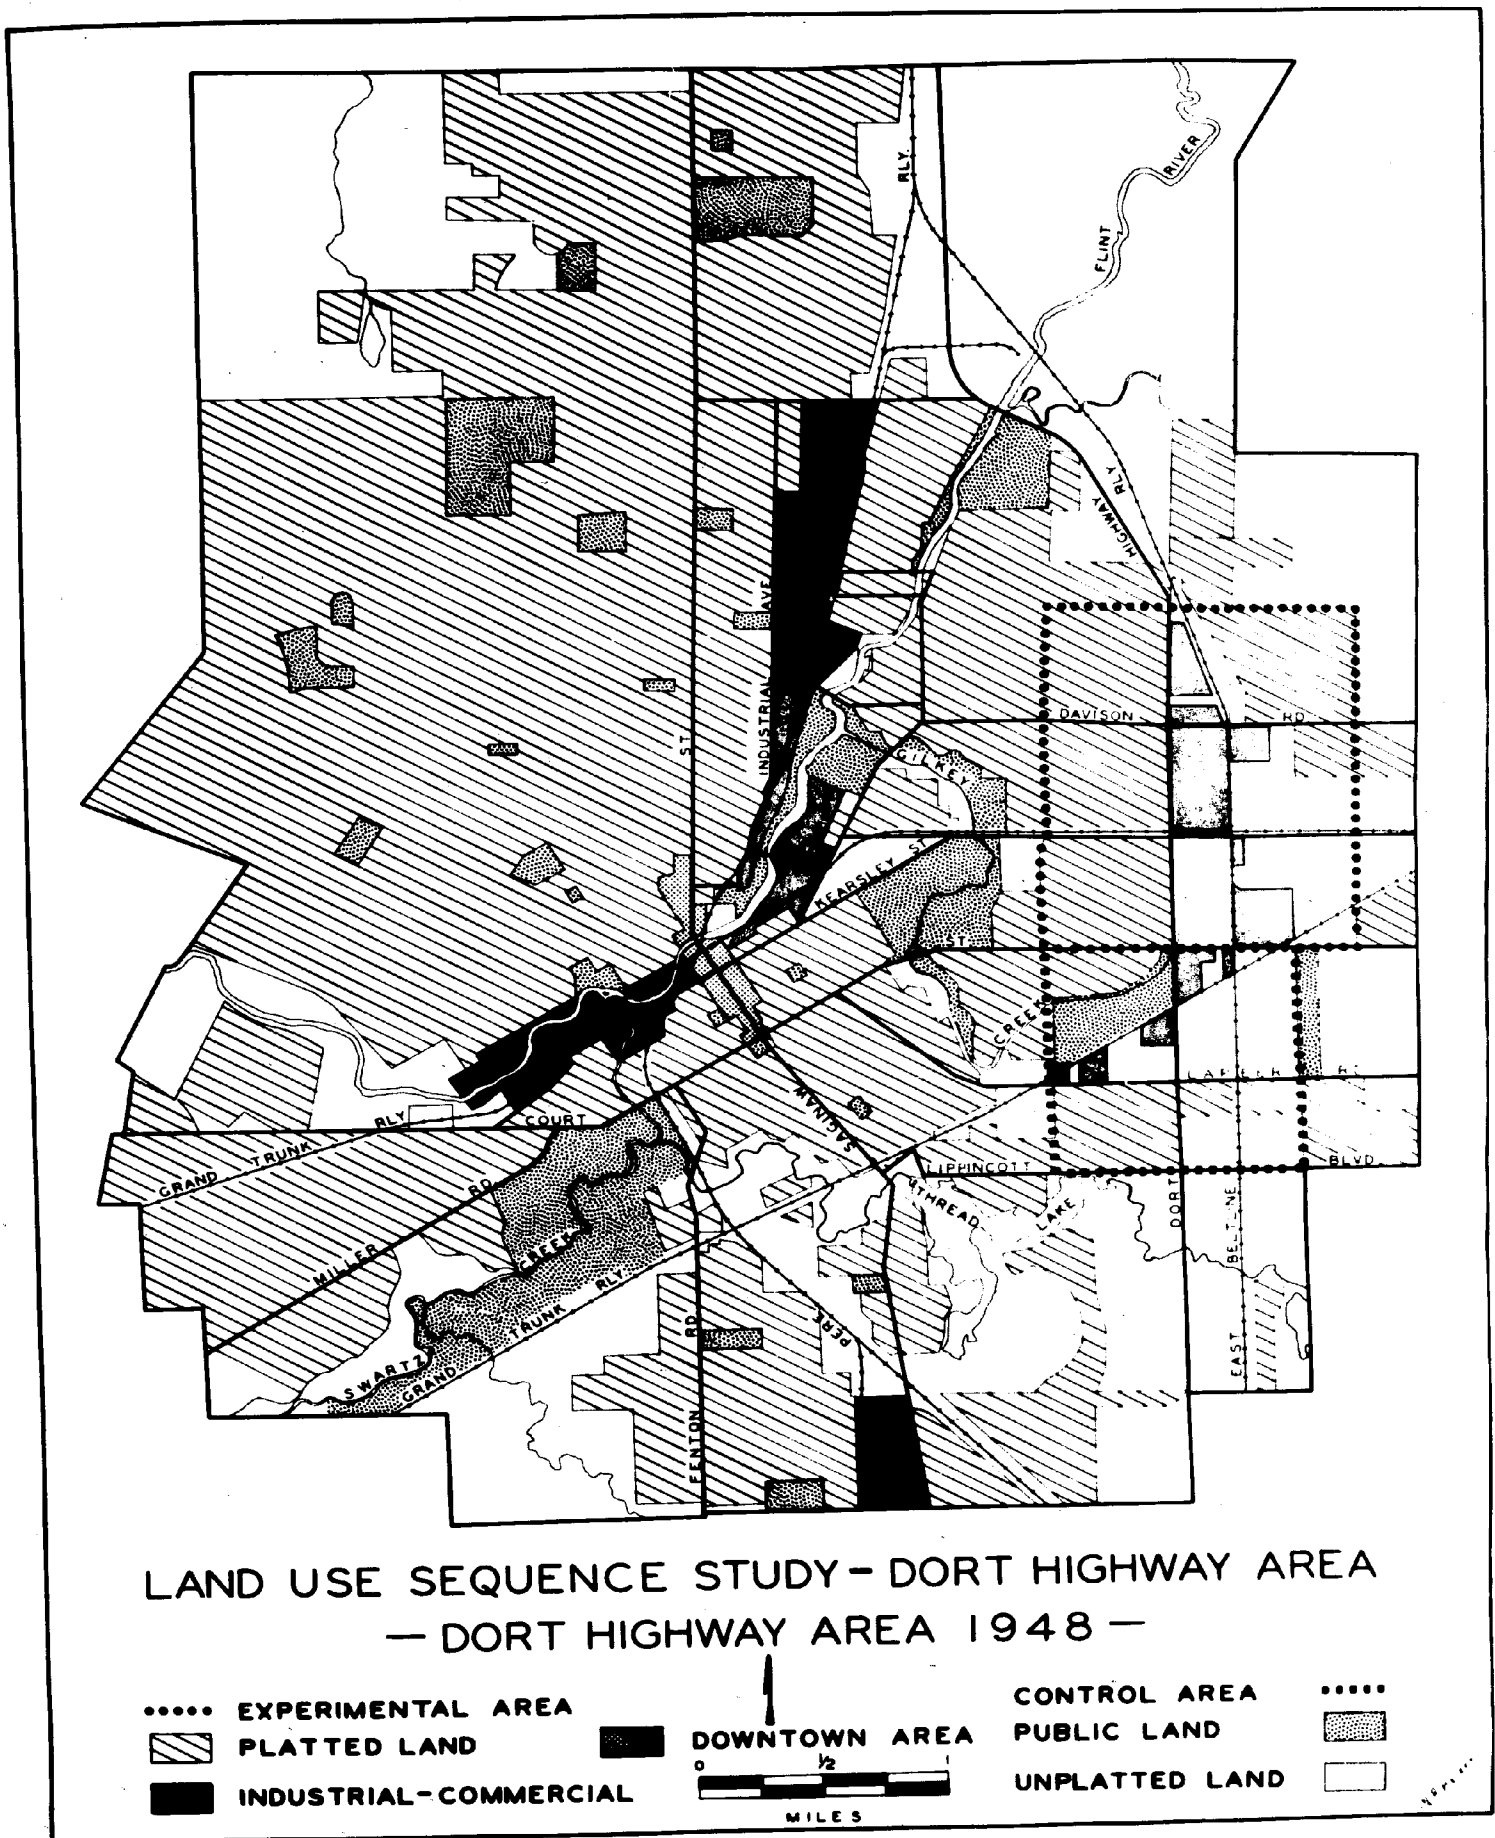 RLY.
RIVER
FLINT
RLY
HIGHWAY
AVE
INDUSTRIAL
ST.
DAVISON RD
GILKEY
KEARSLEY ST
ST.
CREEK
LAPEER RD
SAGINAW
COURT
GRAND TRUNK RLY
LIPPINCOTT BLVD
THREAD LAKE
DORT
EAST BELTLINE
MILLER RD
SWARTZ CREEK
GRAND TRUNK RLY.
PERE
FENTON RD.
LAND USE SEQUENCE STUDY - DORT HIGHWAY AREA
— DORT HIGHWAY AREA 1948 —
EXPERIMENTAL AREA
CONTROL AREA
PLATTED LAND
DOWNTOWN AREA
PUBLIC LAND
0 1/2 1
INDUSTRIAL-COMMERCIAL
UNPLATTED LAND
MILES